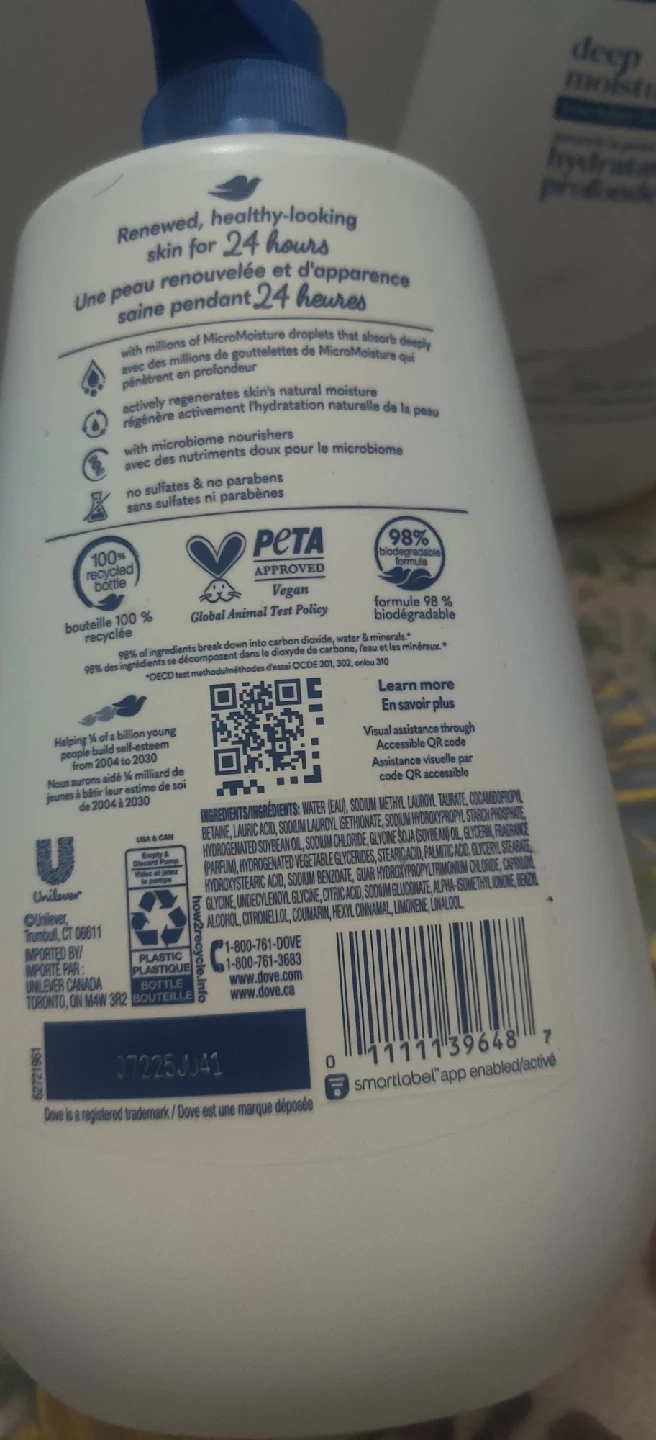 deep
hydratat
profonde
Renewed, healthy-looking
skin for 24 hours
Une peau renouvelée et d'apparence
saine pendant 24 heures
with millions of MicroMoisture droplets that absorb deeply
avec des millions de gouttelettes de MicroMoisture qui
pénètrent en profondeur
actively regenerates skin's natural moisture
régénère activement l'hydratation naturelle de la peau
with microbiome nourishers
avec des nutriments doux pour le microbiome
no sulfates & no parabens
sans sulfates ni parabènes
100%
recycled
bottle
bouteille 100 %
recyclée
PETA
APPROVED
Vegan
Global Animal Test Policy
98%
biodegradable
formula
formule 98 %
biodégradable
98% of ingredients break down into carbon dioxide, water & minerals.*
98% des ingrédients se décomposent dans le dioxyde de carbone, l'eau et les minéraux.*
*OECD test methods/méthodes d'essai OCDE 301, 302, or/ou 310
Helping ¼ of a billion young
people build self-esteem
from 2004 to 2030
Nous aurons aidé ¼ milliard de
jeunes à bâtir leur estime de soi
de 2004 à 2030
Learn more
En savoir plus
Visual assistance through
Accessible QR code
Assistance visuelle par
code QR accessible
INGREDIENTS/INGRÉDIENTS: WATER (EAU), SODIUM METHYL LAUROYL TAURATE, COCAMIDOPROPYL
BETAINE, LAURIC ACID, SODIUM LAUROYL ISETHIONATE, SODIUM HYDROXYPROPYL STARCH PHOSPHATE,
HYDROGENATED SOYBEAN OIL, SODIUM CHLORIDE, GLYCINE SOJA (SOYBEAN) OIL, GLYCERIN, FRAGRANCE
(PARFUM), HYDROGENATED VEGETABLE GLYCERIDES, STEARIC ACID, PALMITIC ACID, GLYCERYL STEARATE,
HYDROXYSTEARIC ACID, SODIUM BENZOATE, GUAR HYDROXYPROPYLTRIMONIUM CHLORIDE, CAPRYLOYL
GLYCINE, UNDECYLENOYL GLYCINE, CITRIC ACID, SODIUM GLUCONATE, ALPHA-ISOMETHYL IONONE, BENZYL
ALCOHOL, CITRONELLOL, COUMARIN, HEXYL CINNAMAL, LIMONENE, LINALOOL.
Unilever
©Unilever,
Trumbull, CT 06611
IMPORTED BY/
IMPORTÉ PAR :
UNILEVER CANADA
TORONTO, ON M4W 3R2
USA & CAN
Empty &
Discard Pump
Videz et jetez
la pompe
PLASTIC
PLASTIQUE
BOTTLE
BOUTEILLE
how2recycle.info
1-800-761-DOVE
1-800-761-3683
www.dove.com
www.dove.ca
0 11111 39648 7
smartlabel™ app enabled/activé
62721961
07225JU41
Dove is a registered trademark / Dove est une marque déposée